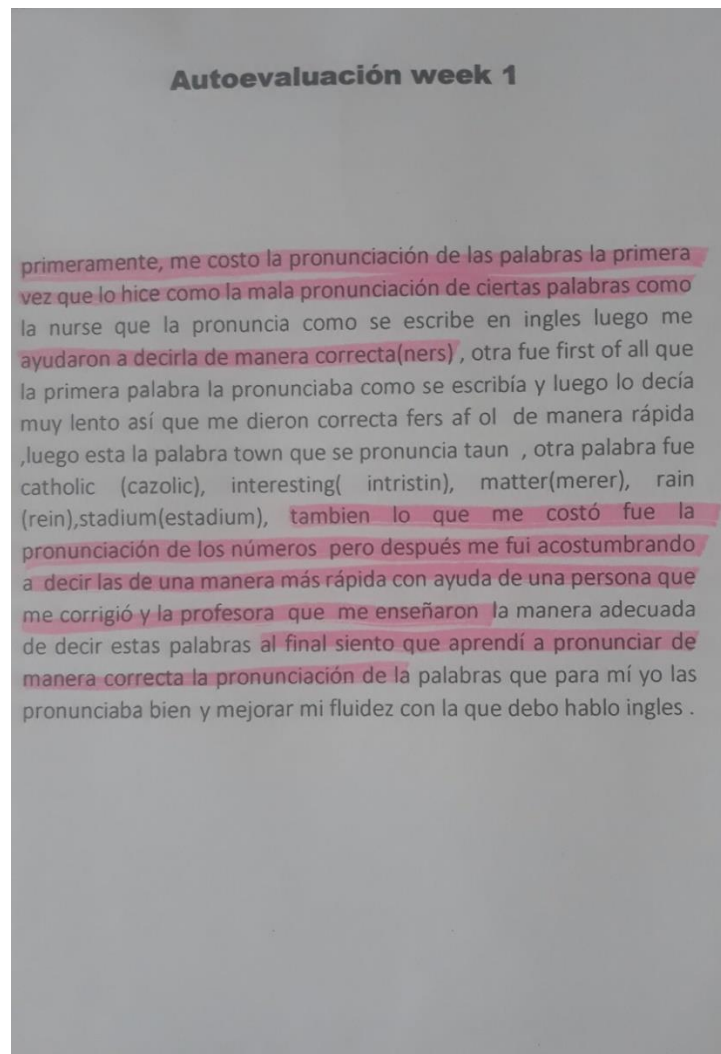 Autoevaluación week 1
primeramente, me costo la pronunciación de las palabras la primera
vez que lo hice como la mala pronunciación de ciertas palabras como
la nurse que la pronuncia como se escribe en ingles luego me
ayudaron a decirla de manera correcta(ners) , otra fue first of all que
la primera palabra la pronunciaba como se escribía y luego lo decía
muy lento así que me dieron correcta fers af ol de manera rápida
,luego esta la palabra town que se pronuncia taun , otra palabra fue
catholic (cazolic), interesting( intristin), matter(merer), rain
(rein),stadium(estadium), tambien lo que me costó fue la
pronunciación de los números pero después me fui acostumbrando
a decir las de una manera más rápida con ayuda de una persona que
me corrigió y la profesora que me enseñaron la manera adecuada
de decir estas palabras al final siento que aprendí a pronunciar de
manera correcta la pronunciación de la palabras que para mí yo las
pronunciaba bien y mejorar mi fluidez con la que debo hablo ingles .